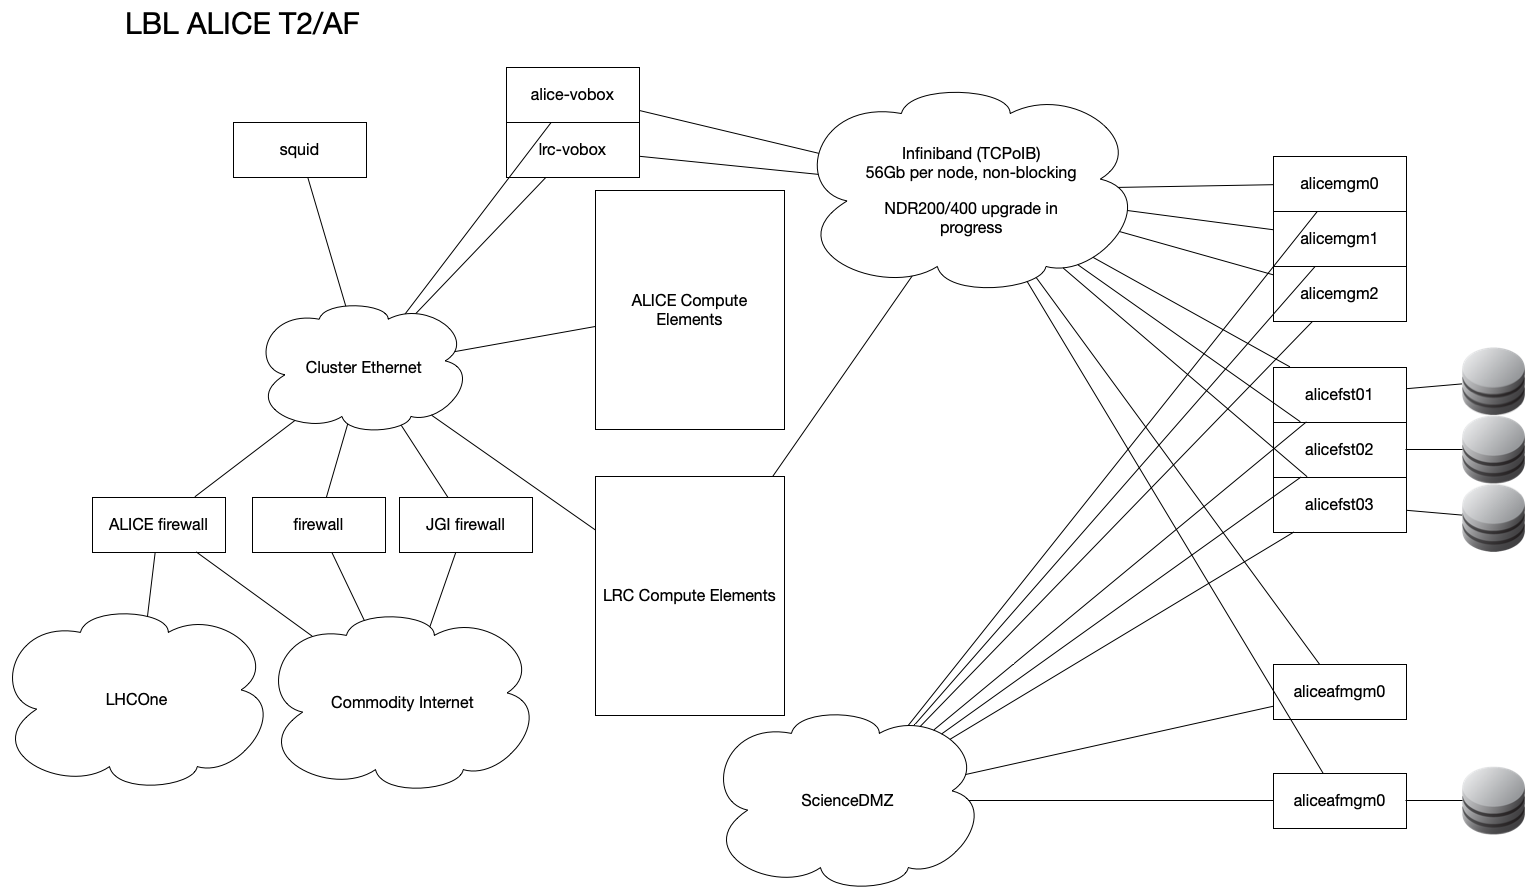 LBL ALICE T2/AF
alice-vobox
squid
lrc-vobox
Infiniband (TCPoIB)
56Gb per node, non-blocking
NDR200/400 upgrade in
progress
alicemgm0
alicemgm1
alicemgm2
ALICE Compute
Elements
Cluster Ethernet
alicefst01
alicefst02
alicefst03
ALICE firewall
firewall
JGI firewall
LRC Compute Elements
LHCOne
Commodity Internet
aliceafmgm0
ScienceDMZ
aliceafmgm0